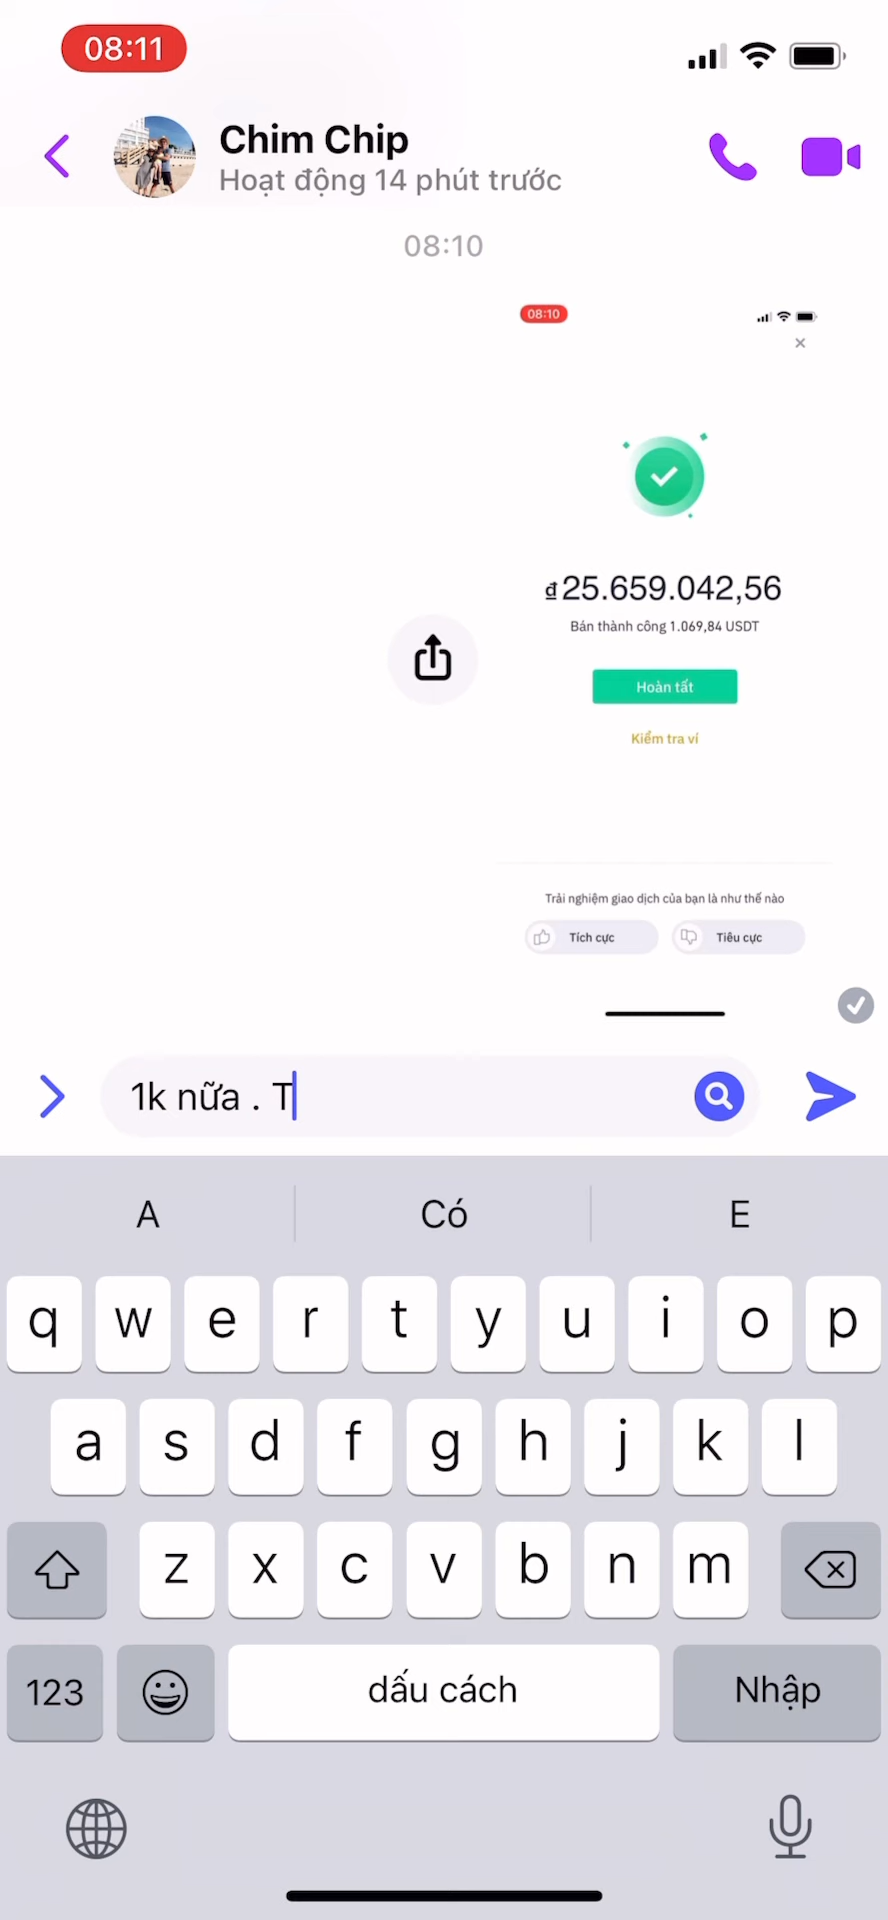 08:11
Chim Chip
Hoạt động 14 phút trước
08:10
08:10
₫25.659.042,56
Bán thành công 1.069,84 USDT
Hoàn tất
Kiểm tra ví
Trải nghiệm giao dịch của bạn là như thế nào
Tích cực Tiêu cực
1k nữa . T
A Có E
q w e r t y u i o p
a s d f g h j k l
z x c v b n m
123 dấu cách Nhập